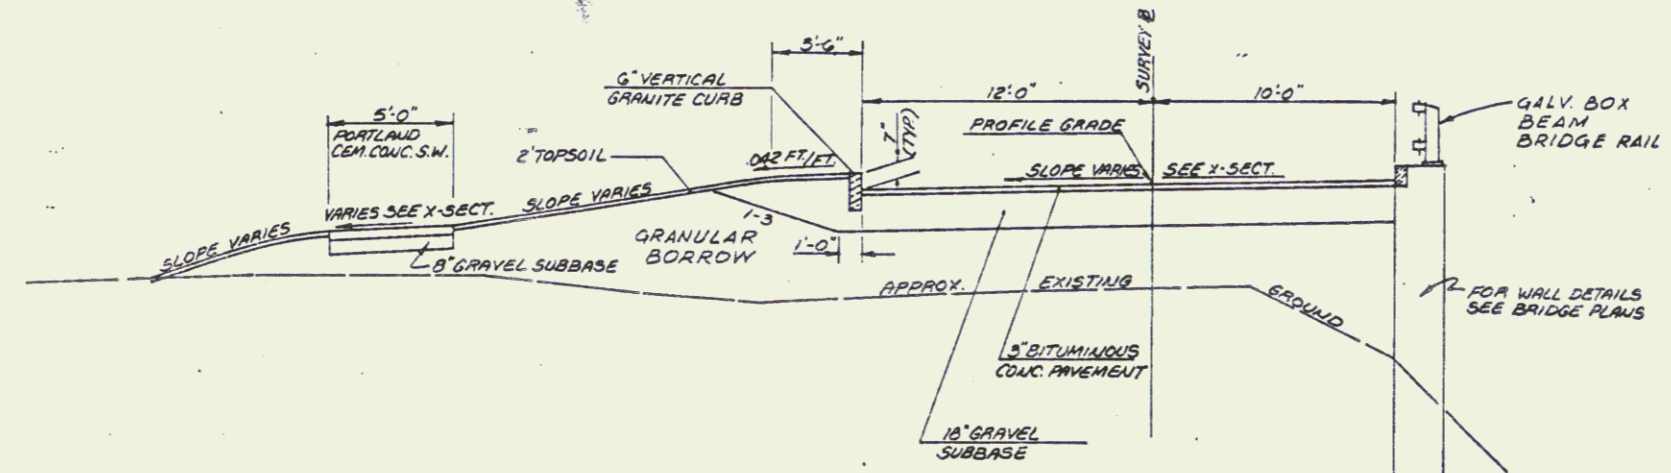 SURVEY ℄
3'-6"
6" VERTICAL
GRANITE CURB
12'-0"
10'-0"
GALV. BOX
BEAM
BRIDGE RAIL
5'-0"
PORTLAND
CEM. CONC. S.W.
7"
(TYP.)
PROFILE GRADE
2" TOPSOIL
.042 FT./FT.
SLOPE VARIES
SEE X-SECT.
SLOPE VARIES
VARIES SEE X-SECT.
SLOPE VARIES
1-3
GRANULAR
BORROW
1'-0"
8" GRAVEL SUBBASE
APPROX. EXISTING GROUND
FOR WALL DETAILS
SEE BRIDGE PLANS
3" BITUMINOUS
CONC. PAVEMENT
18" GRAVEL
SUBBASE